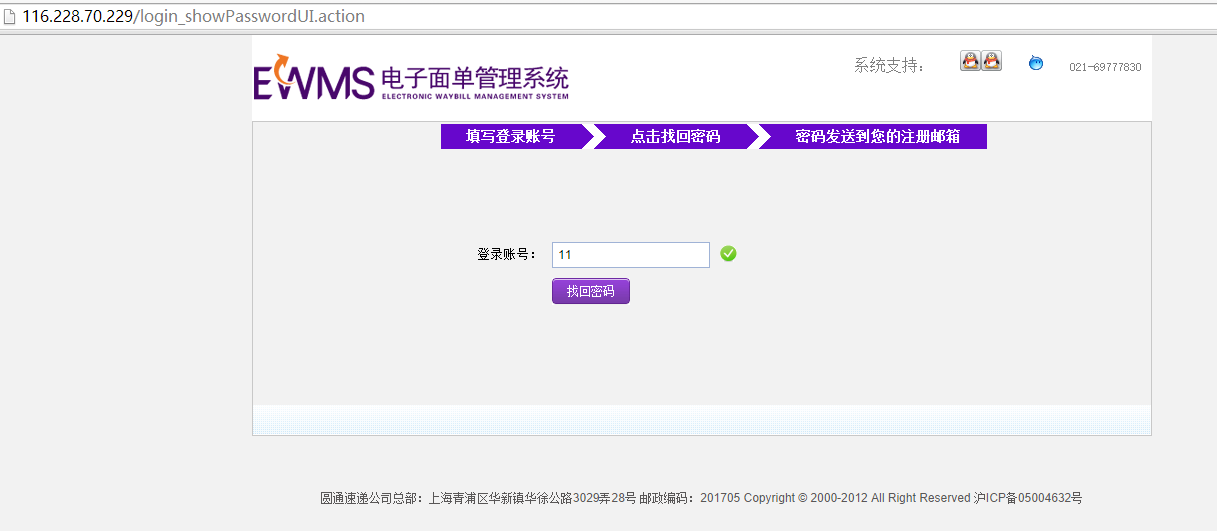 116.228.70.229/login_showPasswordUI.action
EWMS 电子面单管理系统
ELECTRONIC WAYBILL MANAGEMENT SYSTEM
系统支持： 021-69777830
填写登录账号 点击找回密码 密码发送到您的注册邮箱
登录账号： 11
找回密码
圆通速递公司总部：上海青浦区华新镇华徐公路3029弄28号 邮政编码：201705 Copyright © 2000-2012 All Right Reserved 沪ICP备05004632号